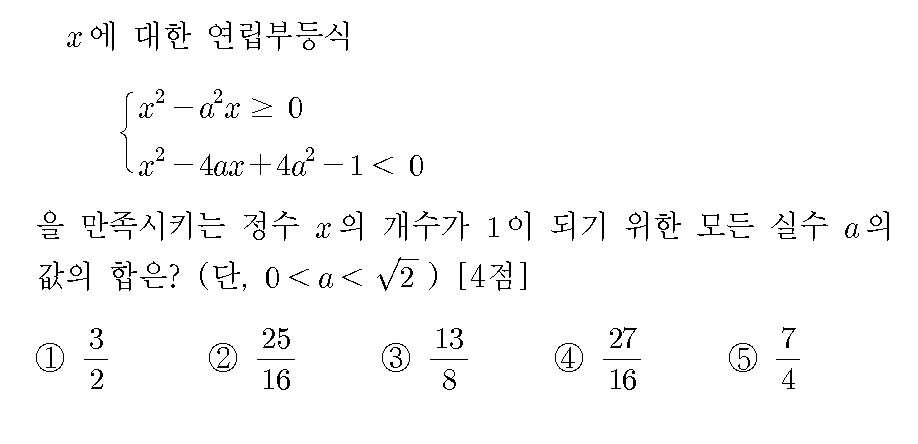 x에 대한 연립부등식
x² − a²x ≥ 0
x² − 4ax + 4a² − 1 < 0
을 만족시키는 정수 x의 개수가 1이 되기 위한 모든 실수 a의
값의 합은? (단, 0 < a < √2 ) [4점]
① 3/2 ② 25/16 ③ 13/8 ④ 27/16 ⑤ 7/4